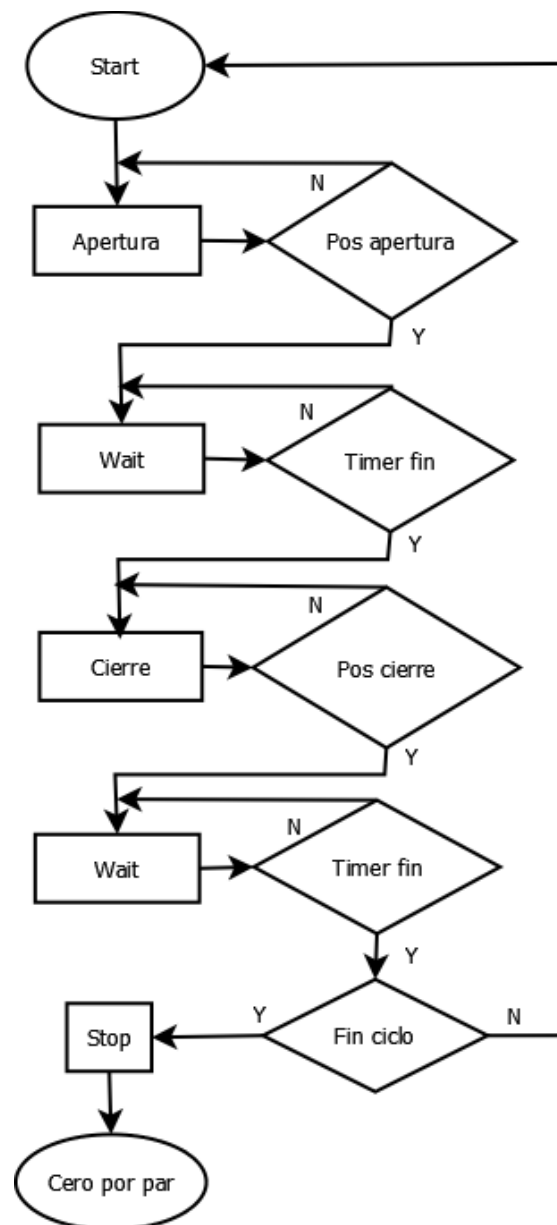 Start
N
Apertura
Pos apertura
Y
N
Wait
Timer fin
Y
N
Cierre
Pos cierre
Y
N
Wait
Timer fin
Y
Y
N
Stop
Fin ciclo
Cero por par